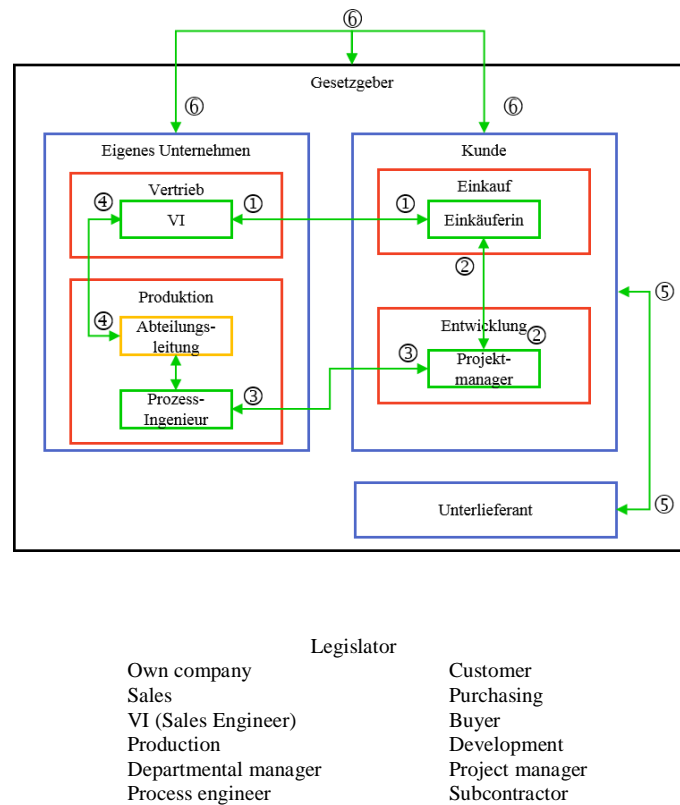 ⑥
Gesetzgeber
⑥ ⑥
Eigenes Unternehmen Kunde
Vertrieb Einkauf
④ VI ① ① Einkäuferin
②
⑤
Produktion Entwicklung
④ Abteilungs-
leitung
②
③ Projekt-
manager
Prozess-
Ingenieur
③
Unterlieferant ⑤
Legislator
Own company Customer
Sales Purchasing
VI (Sales Engineer) Buyer
Production Development
Departmental manager Project manager
Process engineer Subcontractor